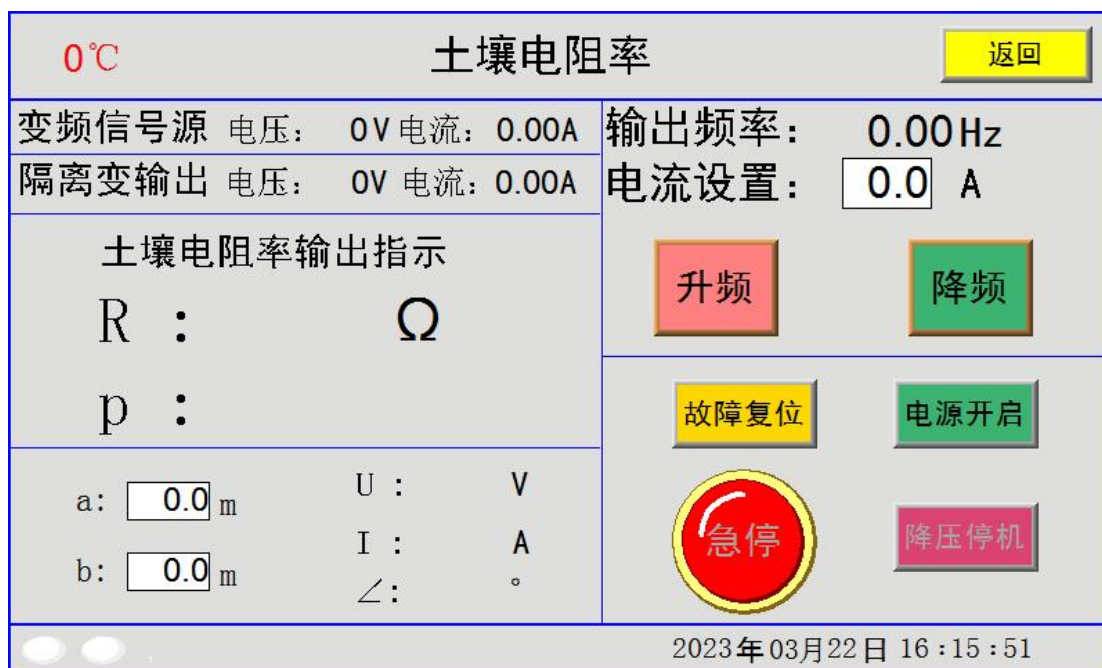 0℃ 土壤电阻率 返回
变频信号源 电压： 0V 电流：0.00A
隔离变输出 电压： 0V 电流：0.00A
土壤电阻率输出指示
R ： Ω
p ：
a： 0.0 m
b： 0.0 m
U ： V
I ： A
∠： °
输出频率： 0.00Hz
电流设置： 0.0 A
升频 降频
故障复位 电源开启
急停 降压停机
2023年03月22日 16:15:51